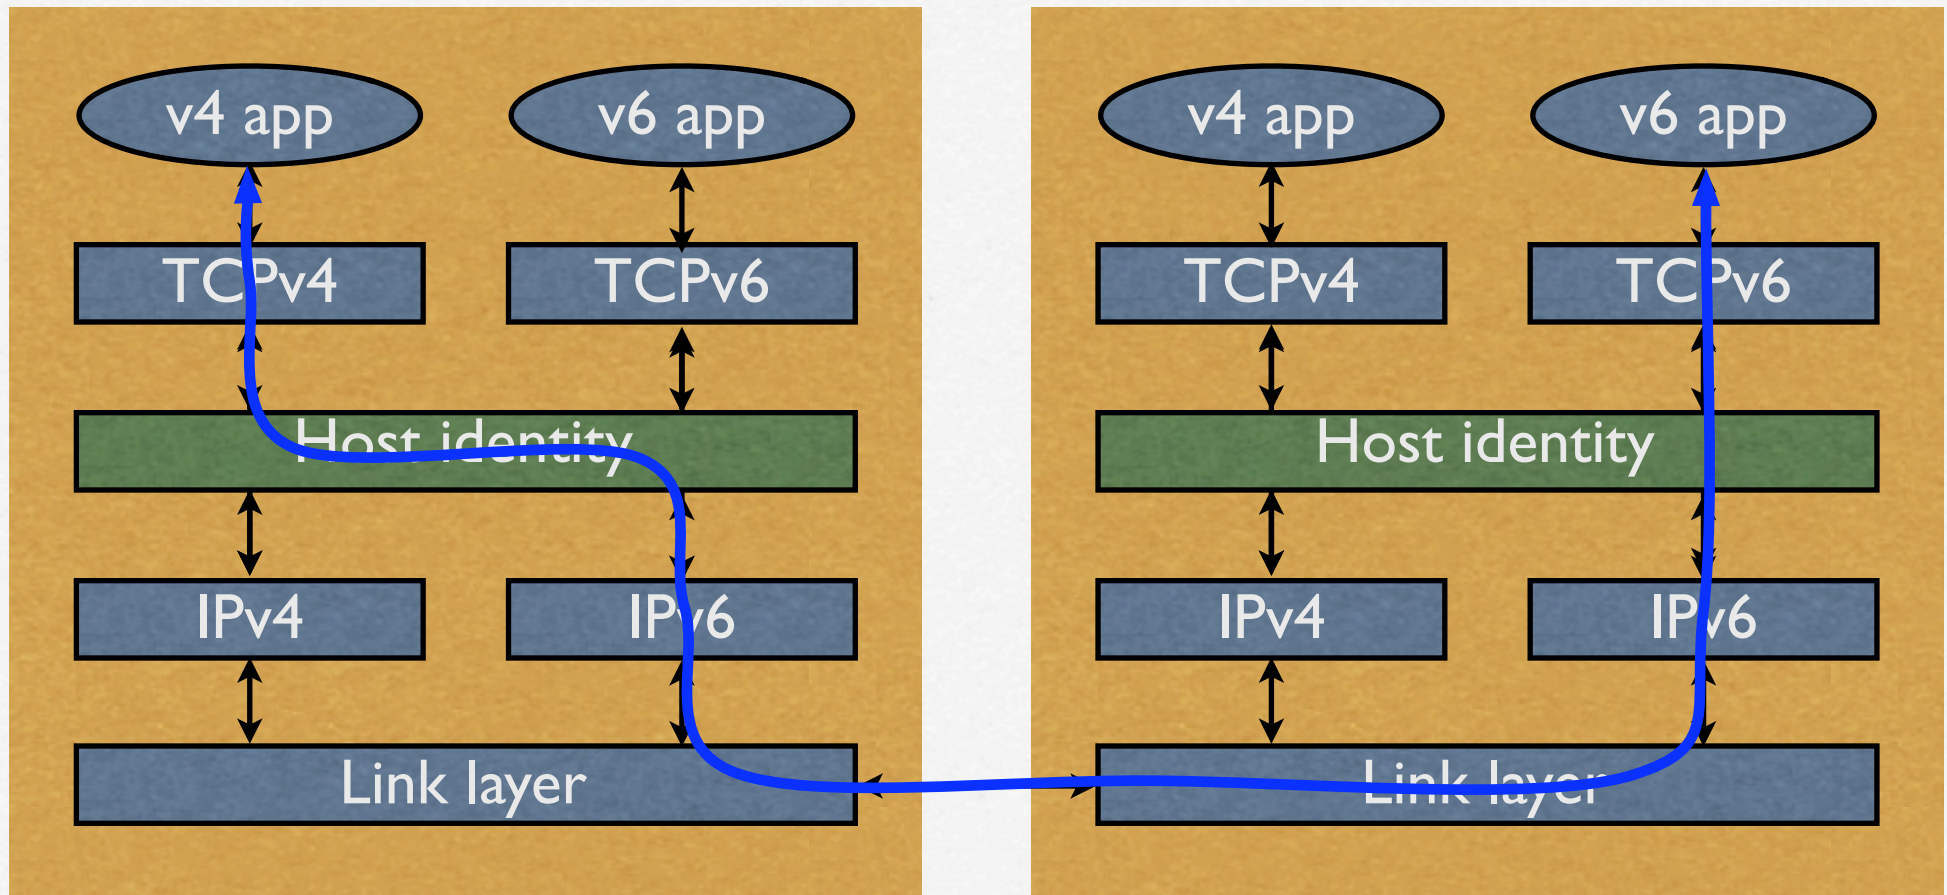 v4 app
v6 app
TCPv4
TCPv6
Host identity
IPv4
IPv6
Link layer
v4 app
v6 app
TCPv4
TCPv6
Host identity
IPv4
IPv6
Link layer